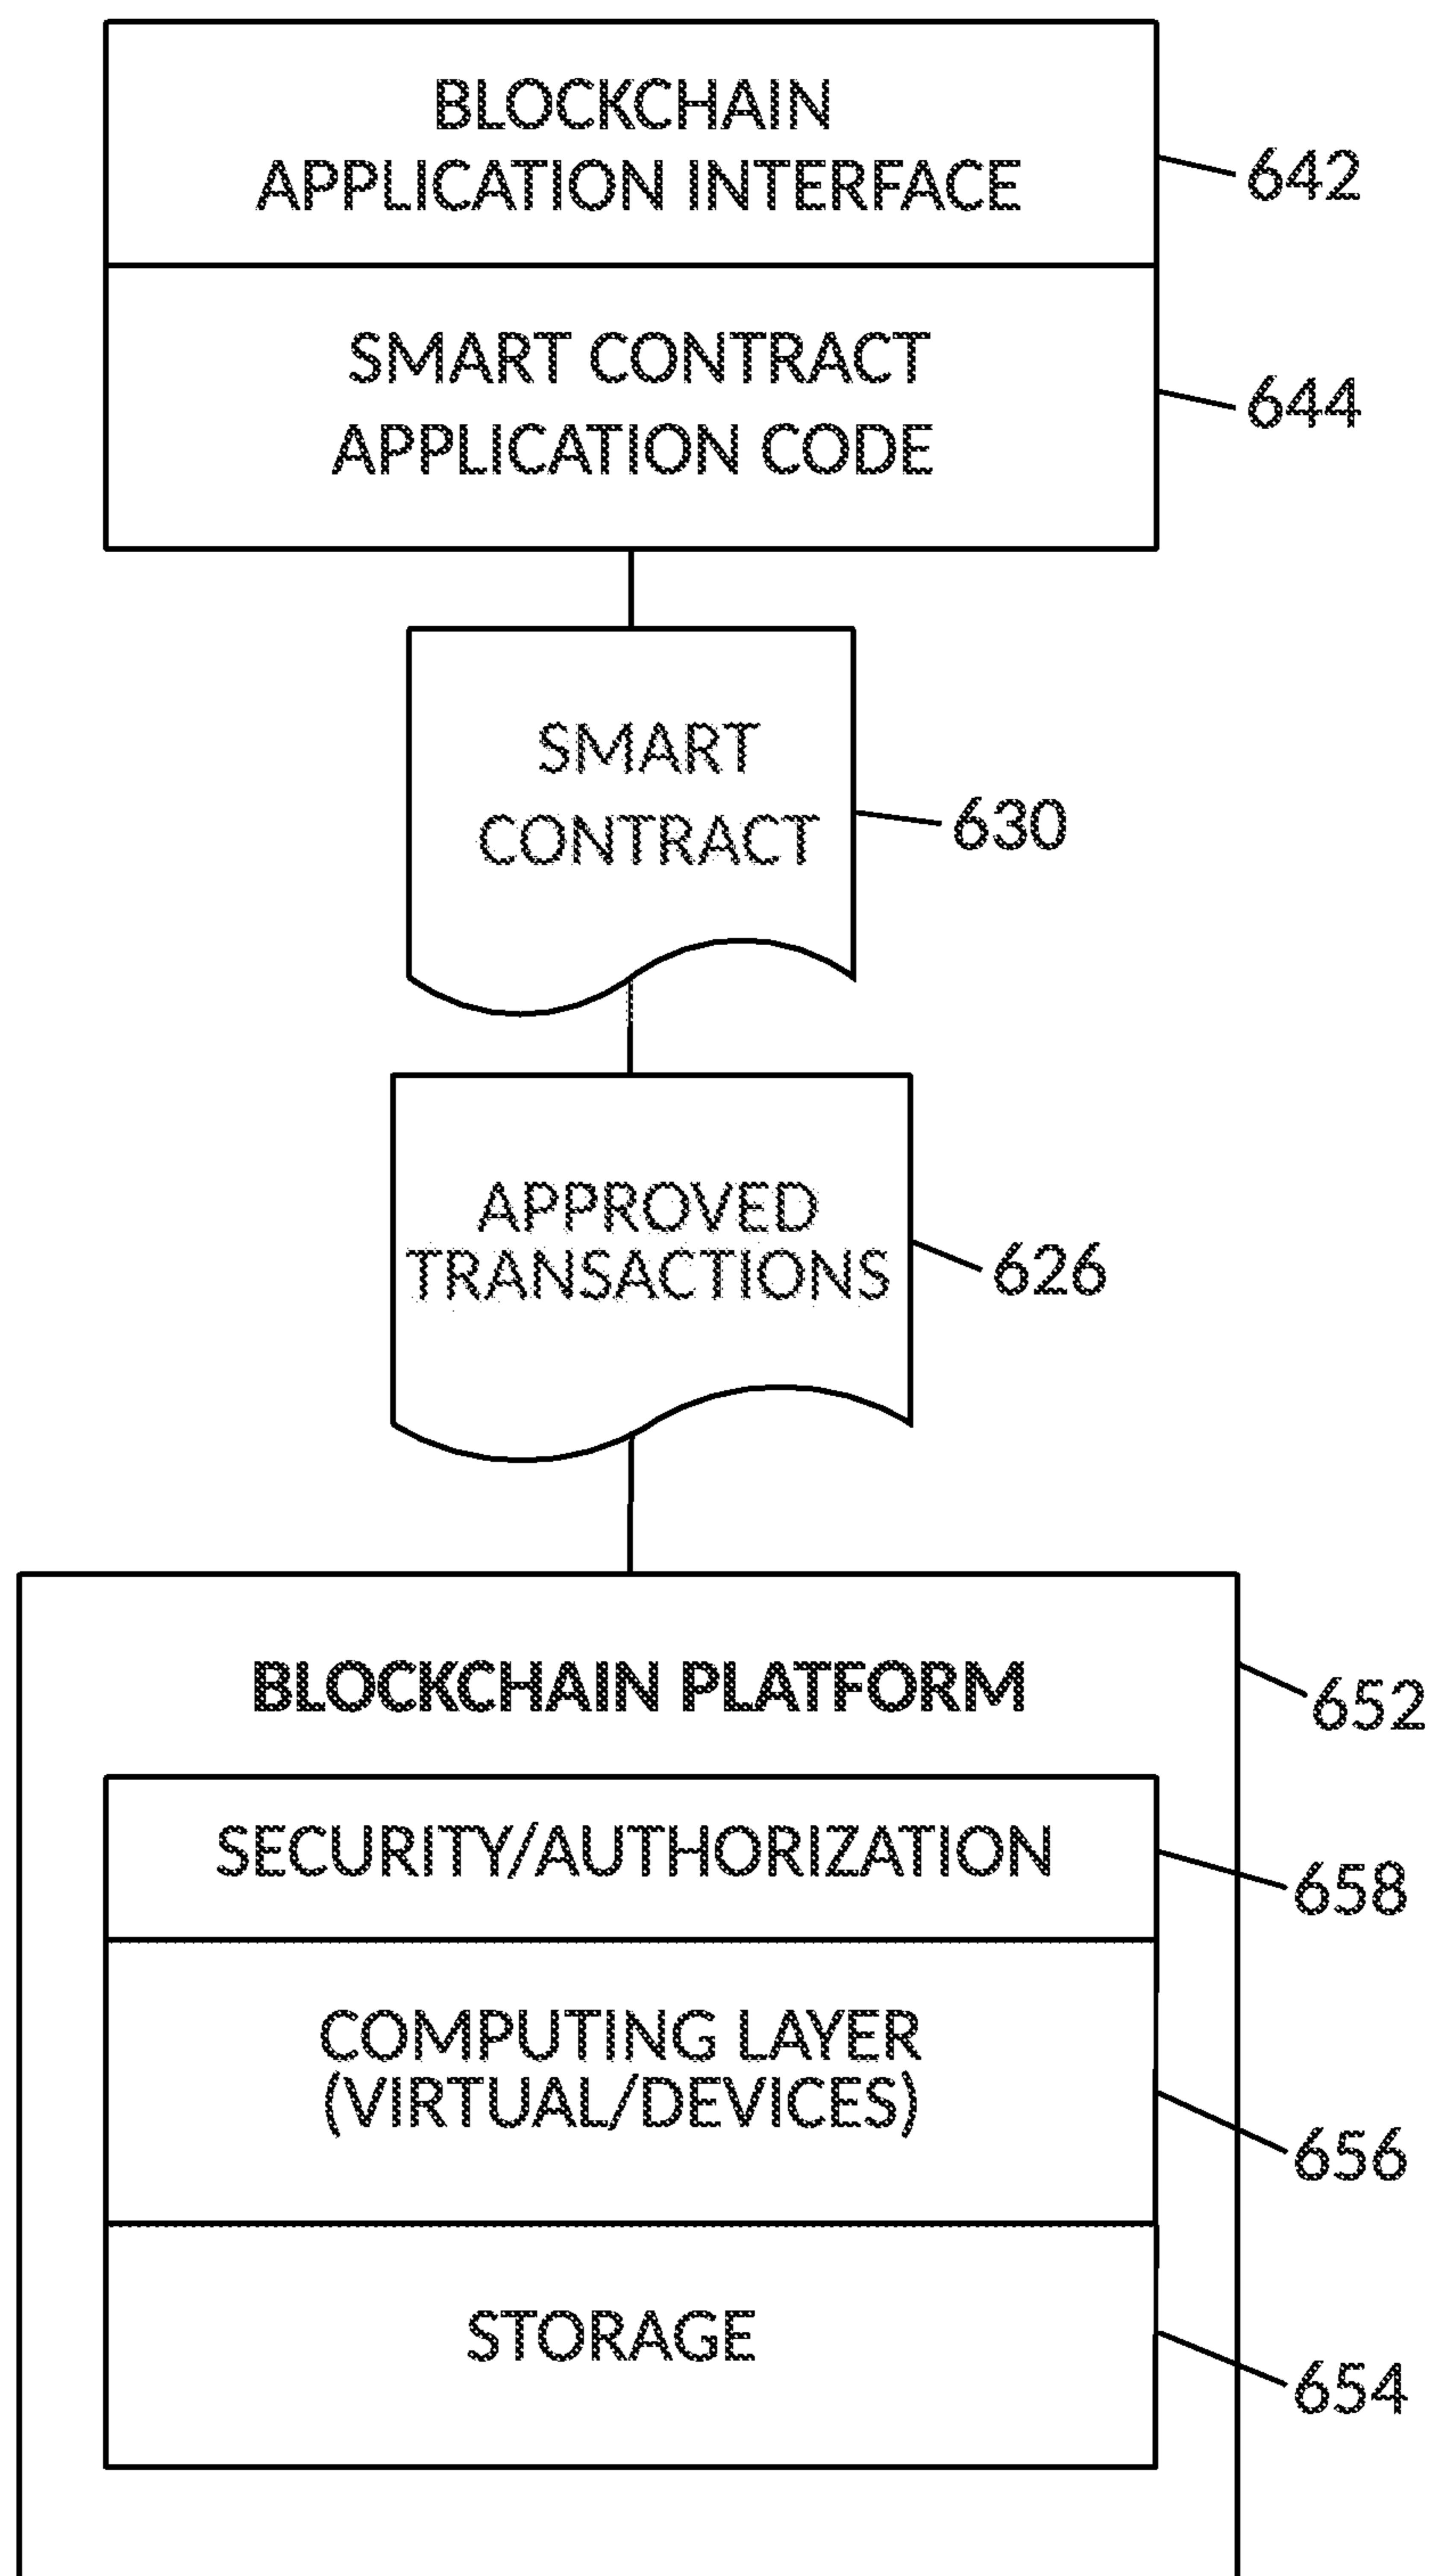 BLOCKCHAIN
APPLICATION INTERFACE
642
SMART CONTRACT
APPLICATION CODE
644
SMART
CONTRACT
630
APPROVED
TRANSACTIONS
626
BLOCKCHAIN PLATFORM
652
SECURITY/AUTHORIZATION
658
COMPUTING LAYER
(VIRTUAL/DEVICES)
656
STORAGE
654